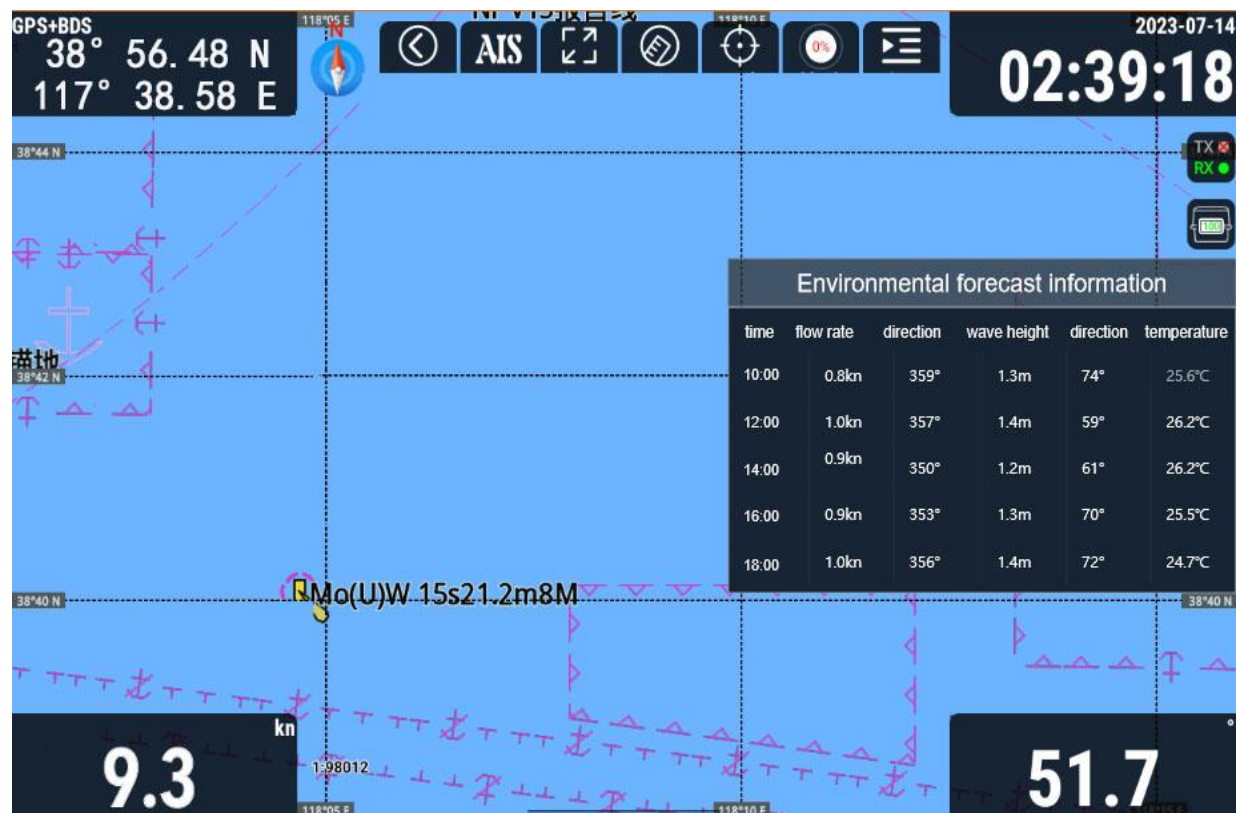 GPS+BDS
38° 56.48 N
117° 38.58 E
118°05 E
N
AIS
0%
118°10 E
2023-07-14
02:39:18
38°44 N
TX
RX
100
Environmental forecast information
time flow rate direction wave height direction temperature
10:00 0.8kn 359° 1.3m 74° 25.6℃
12:00 1.0kn 357° 1.4m 59° 26.2℃
14:00 0.9kn 350° 1.2m 61° 26.2℃
16:00 0.9kn 353° 1.3m 70° 25.5℃
18:00 1.0kn 356° 1.4m 72° 24.7℃
锚地
38°42 N
Mo(U)W 15s21.2m8M
38°40 N
38°40 N
kn
9.3
1:98012
°
51.7
118°05 E
118°10 E
118°15 E